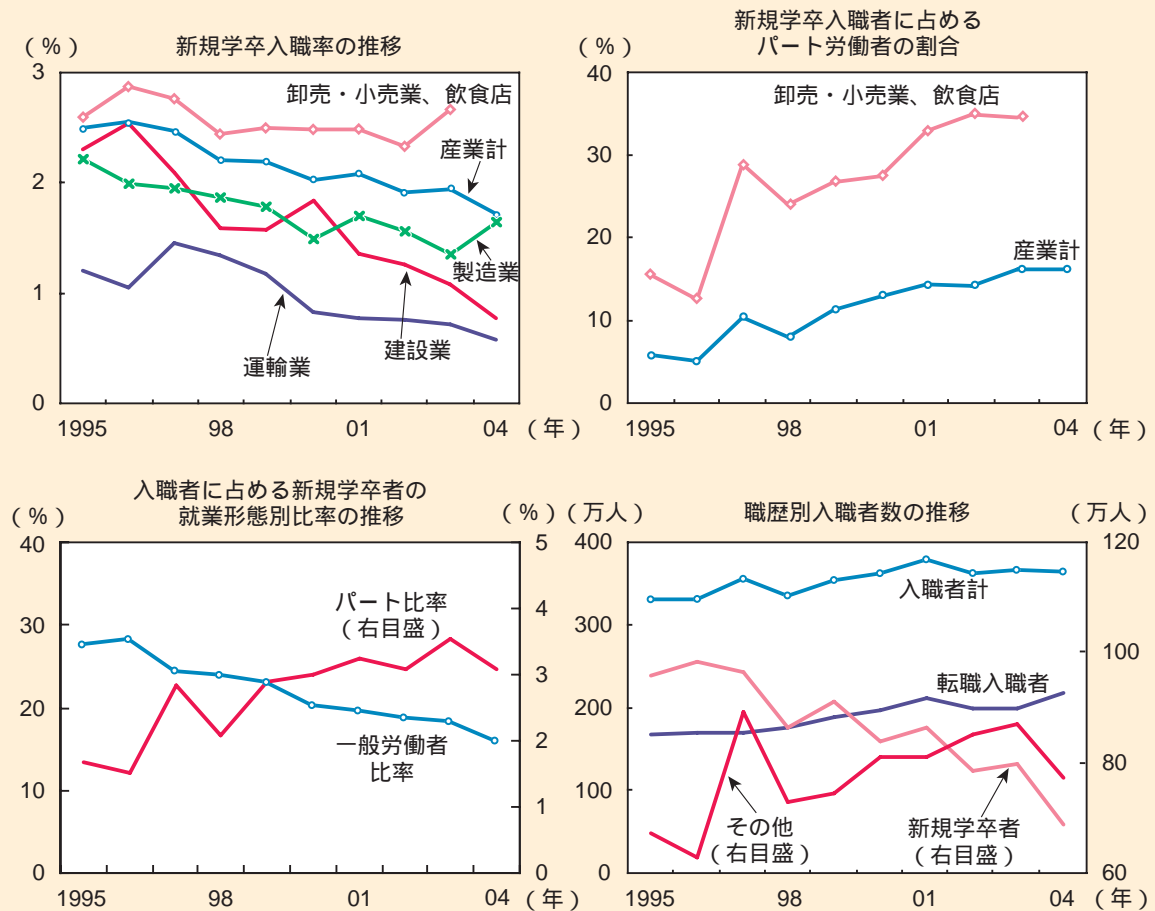 新規学卒入職率の推移
（%）
3
2
1
0
卸売・小売業、飲食店
産業計
製造業
建設業
運輸業
1995
98
01
04
（年）
新規学卒入職者に占める
パート労働者の割合
（%）
40
30
20
10
0
卸売・小売業、飲食店
産業計
1995
98
01
04
（年）
入職者に占める新規学卒者の
就業形態別比率の推移
（%）
（%）
40
30
20
10
0
5
4
3
2
1
0
パート比率
（右目盛）
一般労働者
比率
1995
98
01
04
（年）
職歴別入職者数の推移
（万人）
（万人）
400
300
200
100
0
120
100
80
60
入職者計
転職入職者
その他
（右目盛）
新規学卒者
（右目盛）
1995
98
01
04
（年）